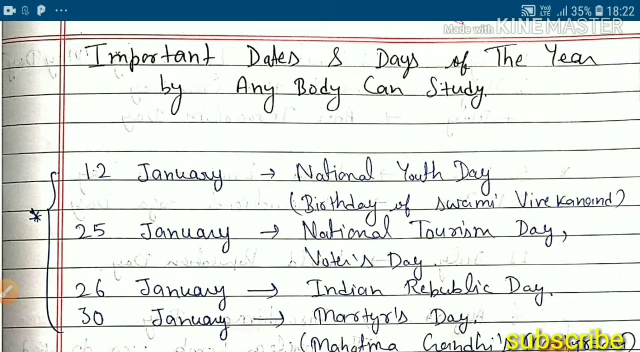 35% 18:22
Made with KINEMASTER
Important Dates & Days of The Year
by Any Body Can Study.
12 January → National Youth Day
(Birthday of Swami Vivekanand)
25 January → National Tourism Day,
Voter's Day.
26 January → Indian Republic Day.
30 January → Martyr's Day.
(Mahatma Gandhi's
subscribe